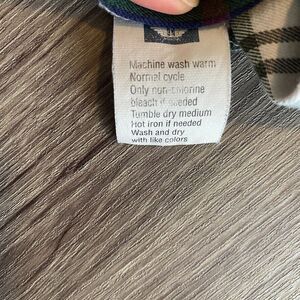 Machine wash warm
Normal cycle
Only non-chlorine
bleach if needed
Tumble dry medium
Hot iron if needed
Wash and dry
with like colors